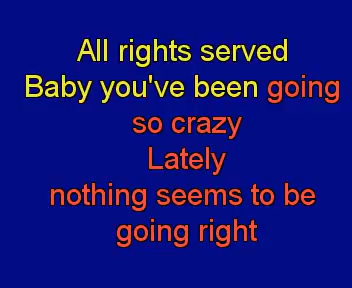 All rights served
Baby you've been going
so crazy
Lately
nothing seems to be
going right